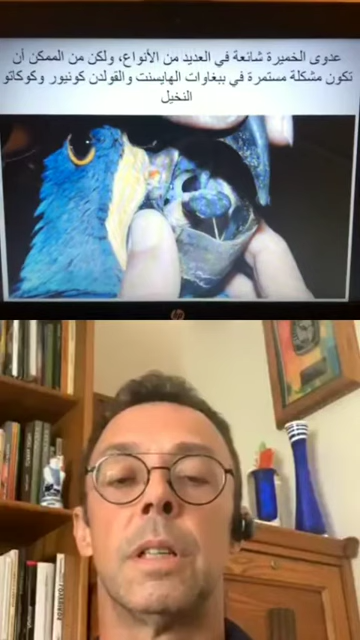 عدوى الخميرة شائعة في العديد من الأنواع، ولكن من الممكن أن
تكون مشكلة مستمرة في ببغاوات الهايسنت والقولدن كونيور وكوكاتو
النخيل
hp